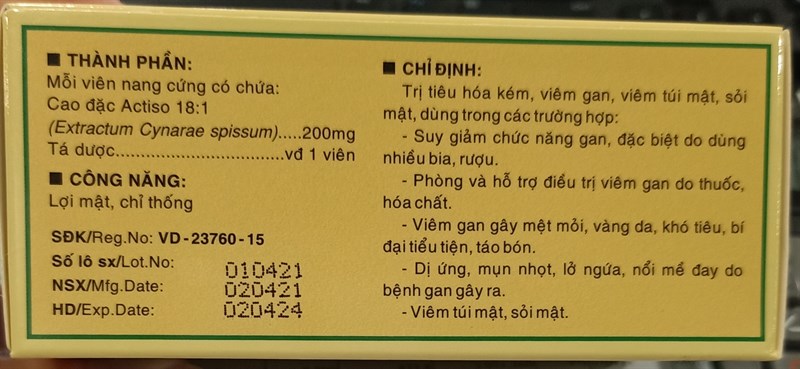 ■ THÀNH PHẦN:
Mỗi viên nang cứng có chứa:
Cao đặc Actiso 18:1
(Extractum Cynarae spissum).....200mg
Tá dược..................................vđ 1 viên
■ CÔNG NĂNG:
Lợi mật, chỉ thống
SĐK/Reg.No: VD-23760-15
Số lô sx/Lot.No: 010421
NSX/Mfg.Date: 020421
HD/Exp.Date: 020424
■ CHỈ ĐỊNH:
Trị tiêu hóa kém, viêm gan, viêm túi mật, sỏi
mật, dùng trong các trường hợp:
- Suy giảm chức năng gan, đặc biệt do dùng
nhiều bia, rượu.
- Phòng và hỗ trợ điều trị viêm gan do thuốc,
hóa chất.
- Viêm gan gây mệt mỏi, vàng da, khó tiêu, bí
đại tiểu tiện, táo bón.
- Dị ứng, mụn nhọt, lở ngứa, nổi mề đay do
bệnh gan gây ra.
- Viêm túi mật, sỏi mật.